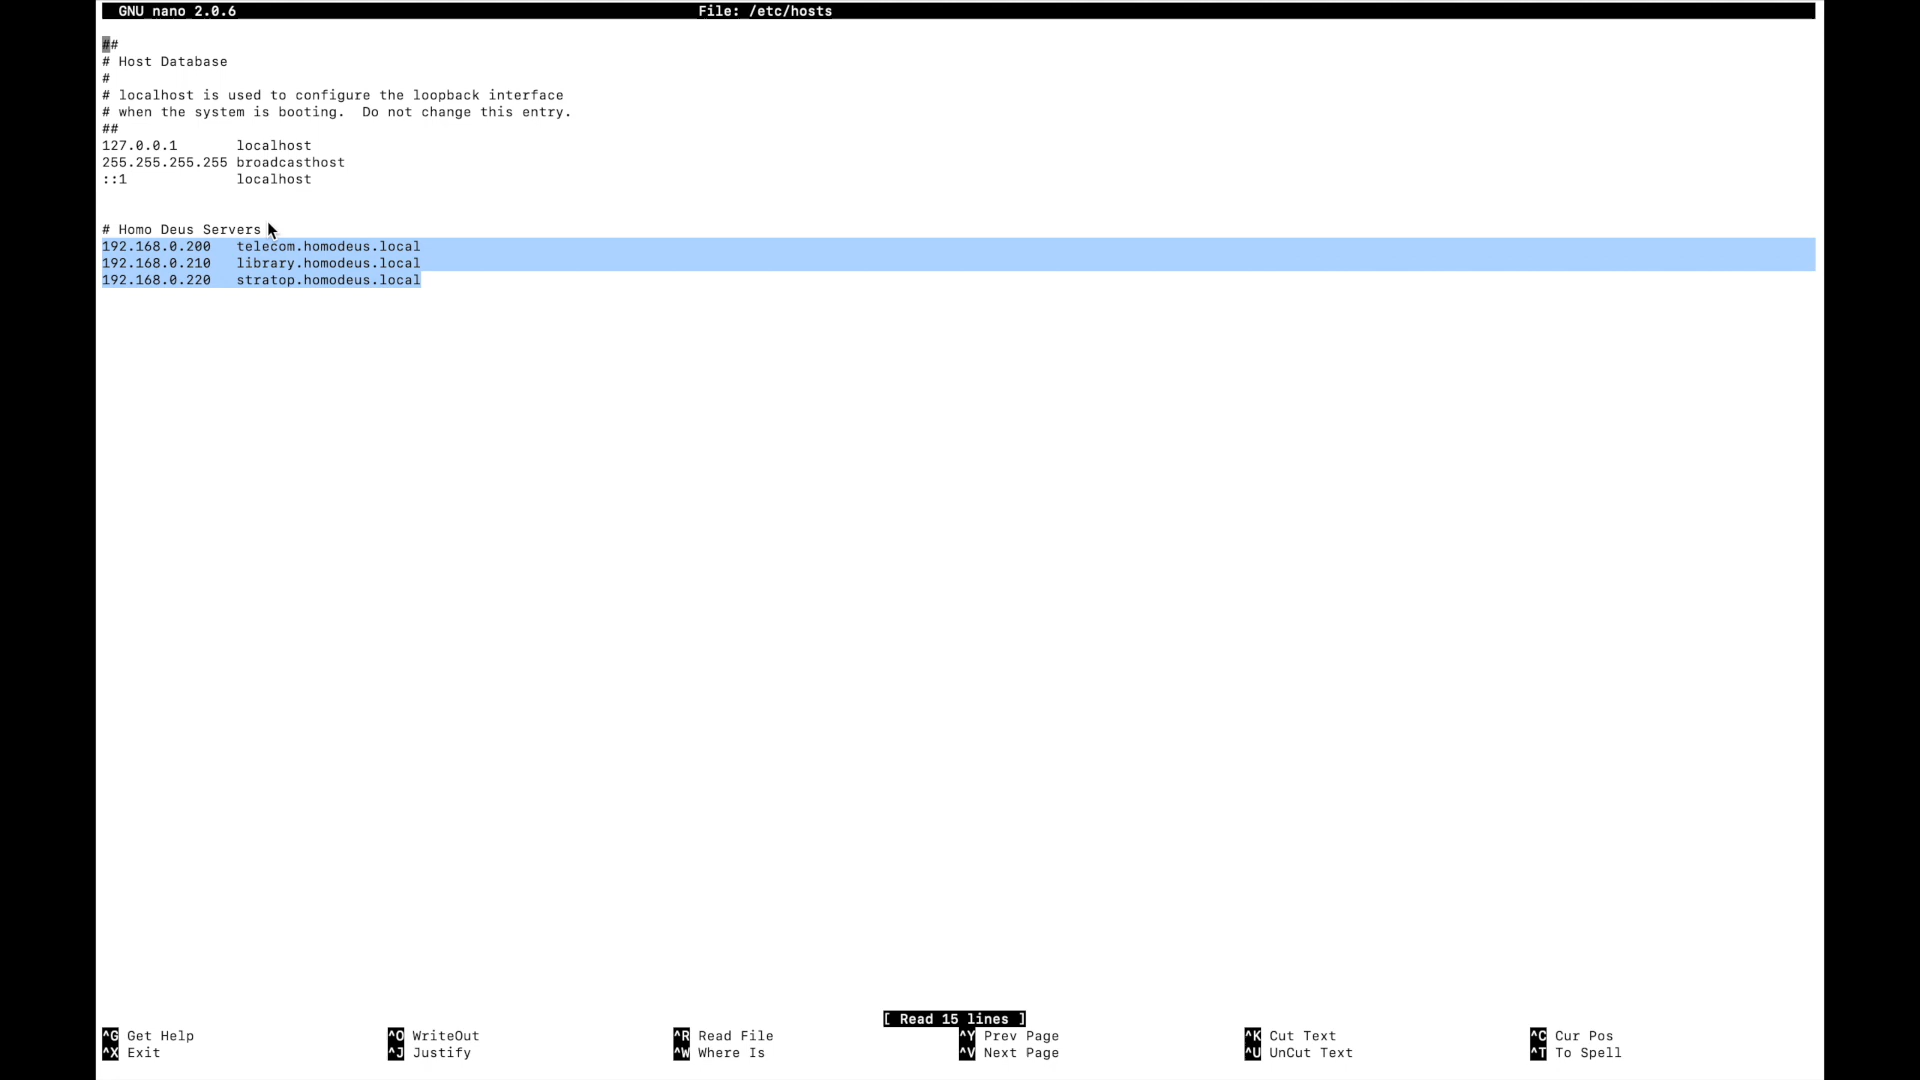 GNU nano 2.0.6 File: /etc/hosts
##
# Host Database
#
# localhost is used to configure the loopback interface
# when the system is booting.  Do not change this entry.
##
127.0.0.1       localhost
255.255.255.255 broadcasthost
::1             localhost
# Homo Deus Servers
192.168.0.200   telecom.homodeus.local
192.168.0.210   library.homodeus.local
192.168.0.220   stratop.homodeus.local
[ Read 15 lines ]
^G Get Help ^O WriteOut ^R Read File ^Y Prev Page ^K Cut Text ^C Cur Pos
^X Exit ^J Justify ^W Where Is ^V Next Page ^U UnCut Text ^T To Spell